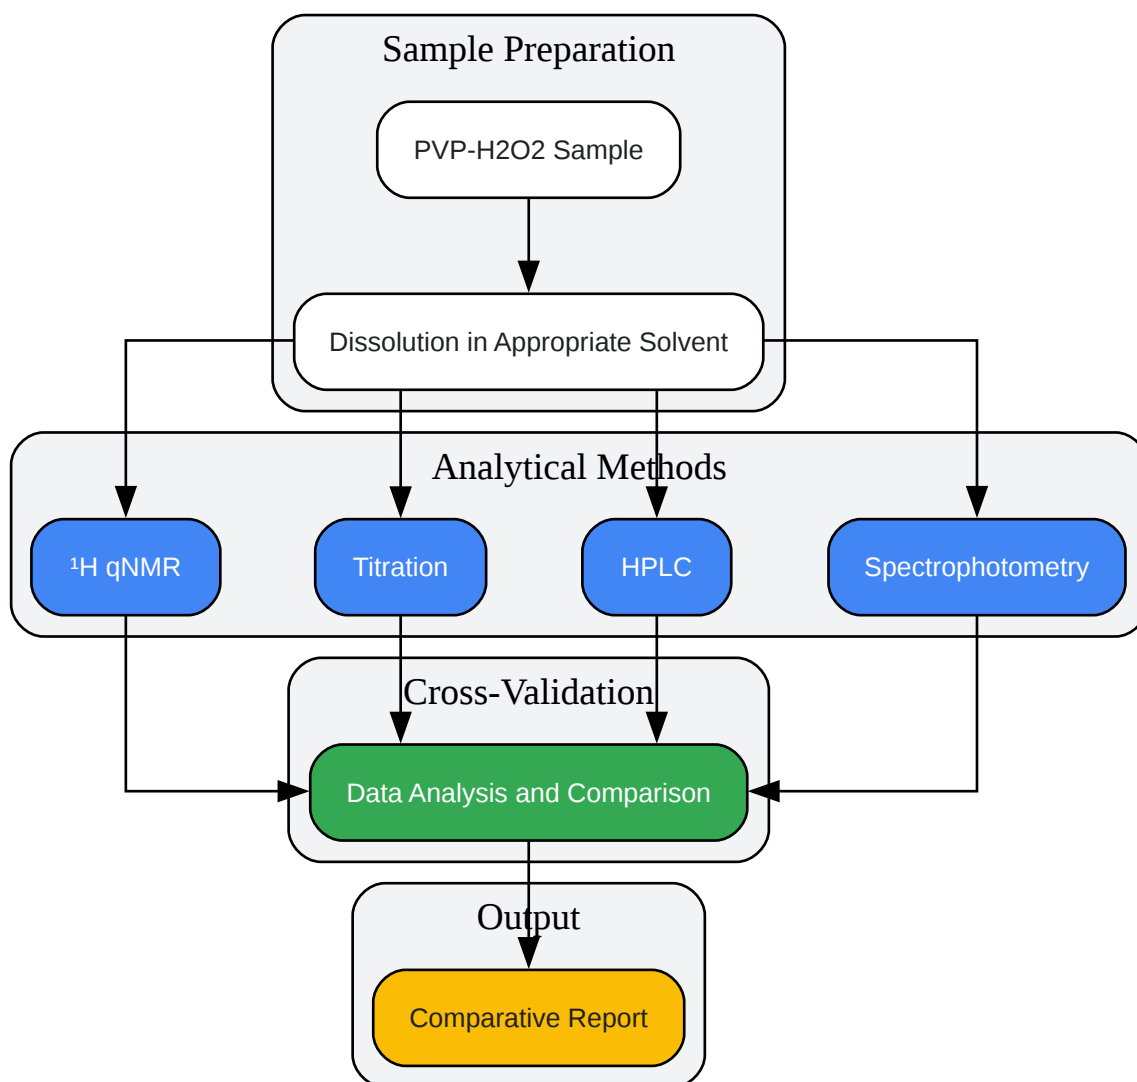 Sample Preparation
PVP-H2O2 Sample
Dissolution in Appropriate Solvent
Analytical Methods
¹H qNMR
Titration
HPLC
Spectrophotometry
Cross-Validation
Data Analysis and Comparison
Output
Comparative Report